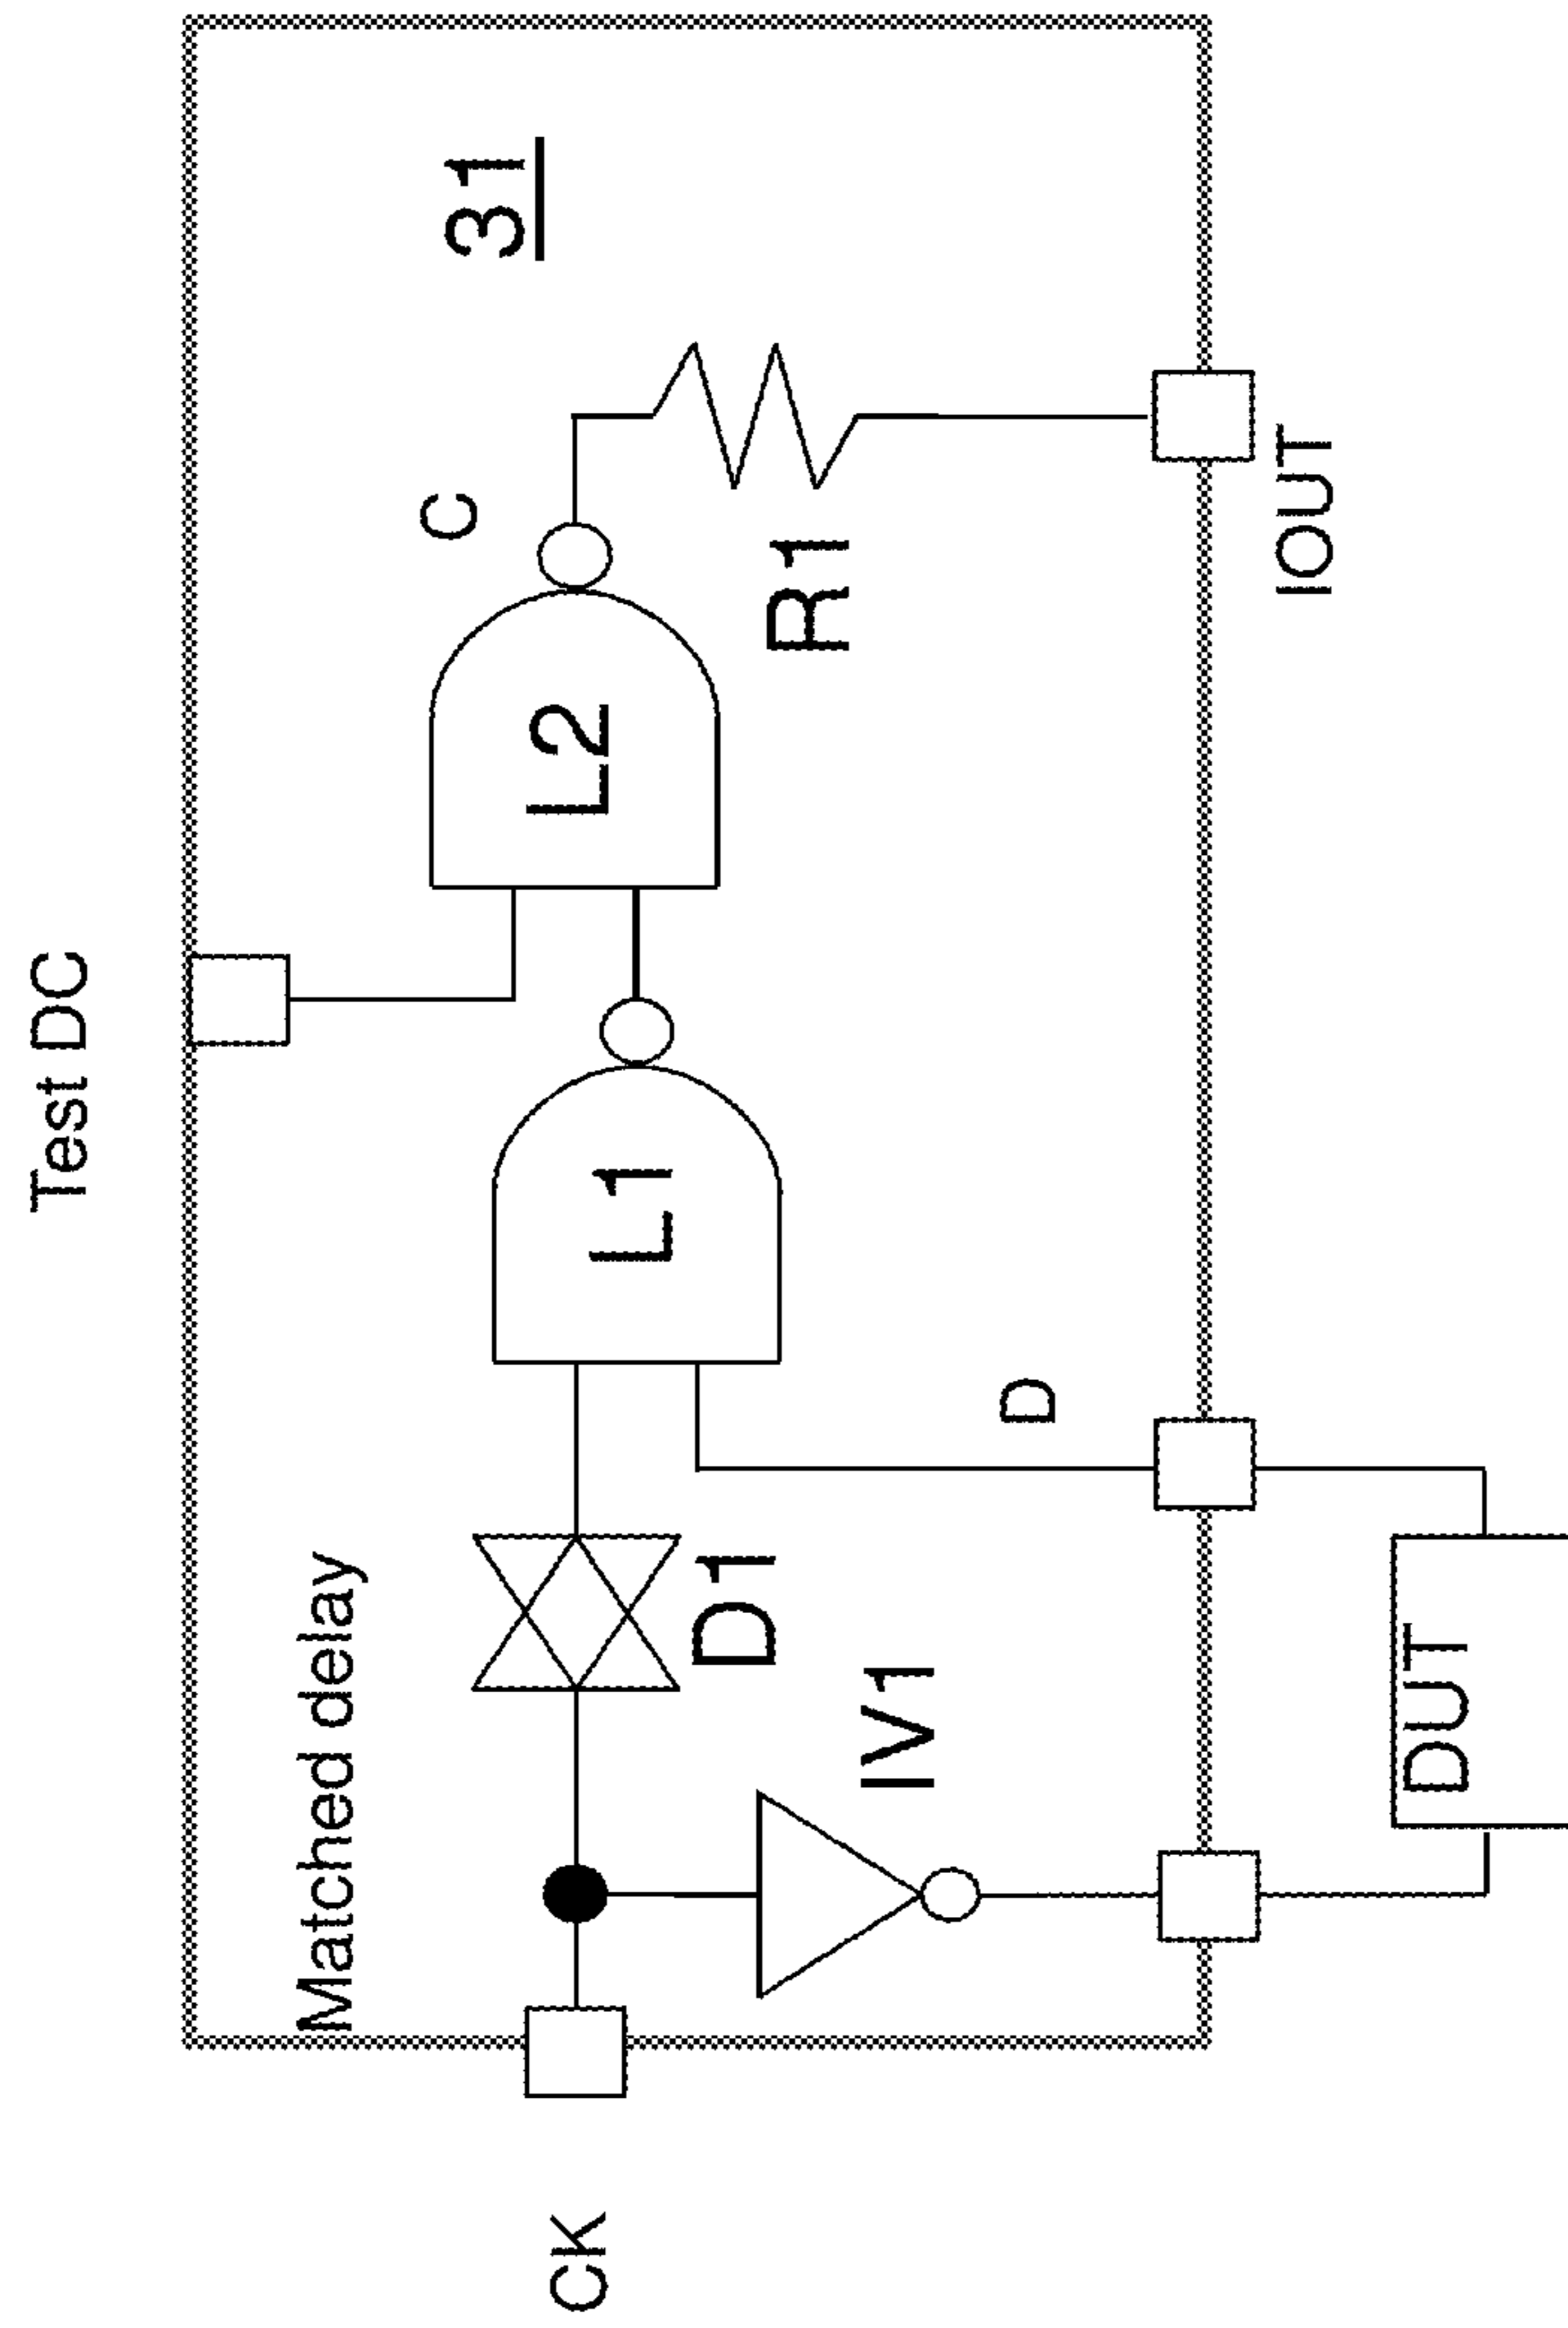 Test DC
Matched delay
31
C
L2
R1
L1
D1
IV1
D
CK
IOUT
DUT